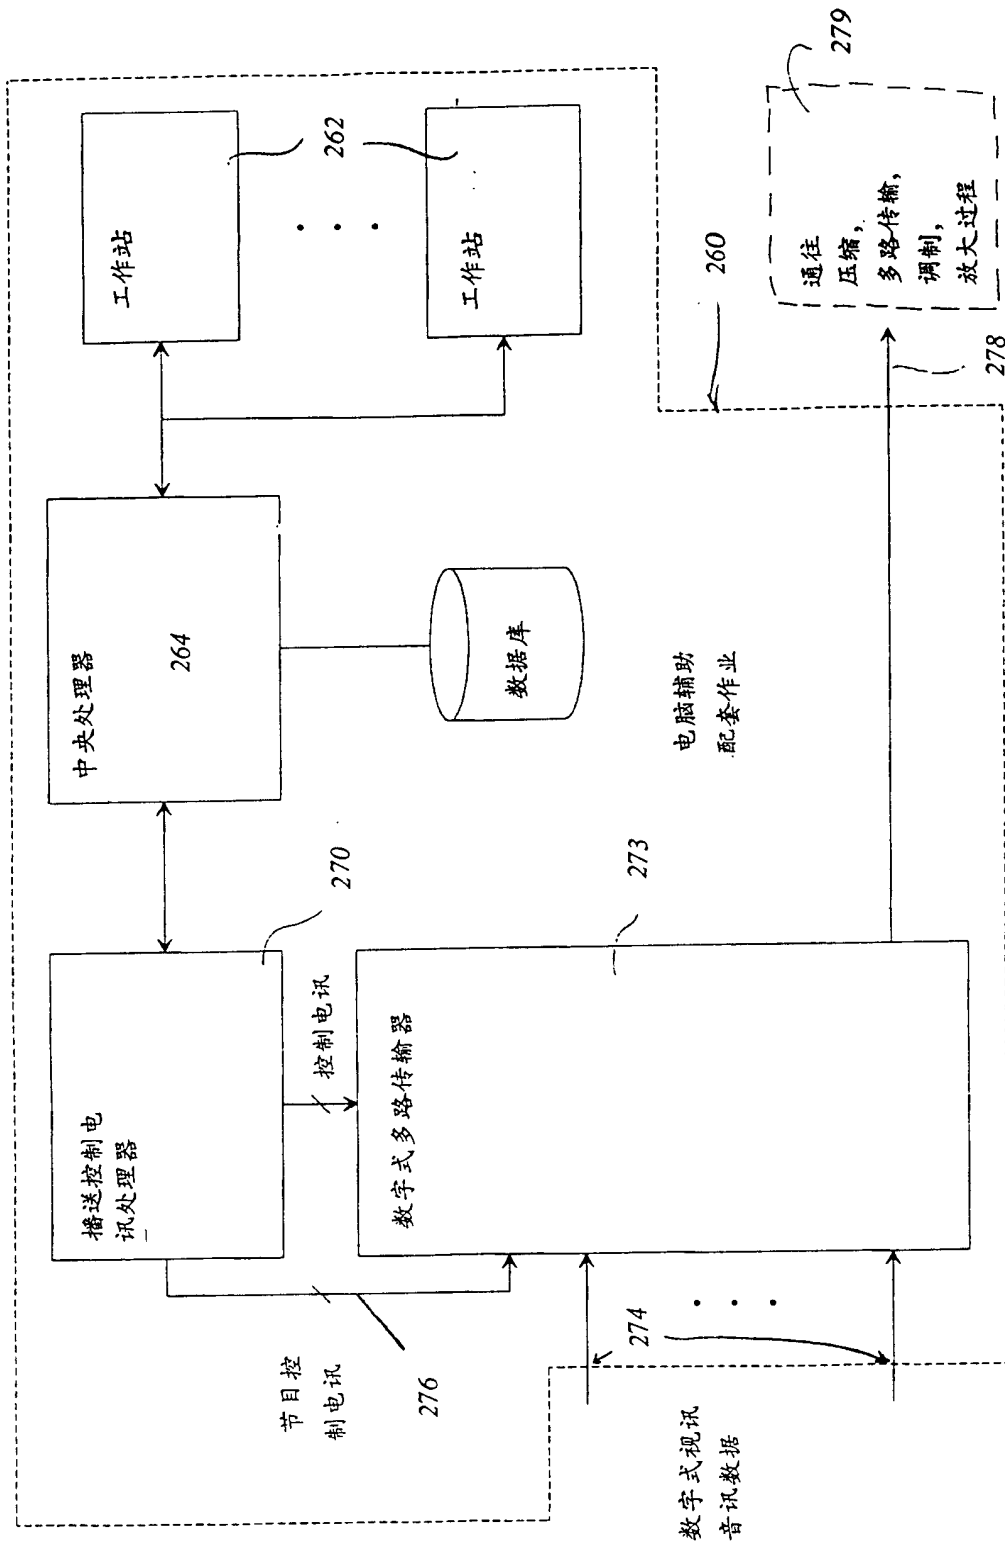 播送控制电
讯处理器
270
中央处理器
264
工作站
262
工作站
控制电讯
节目控
制电讯
276
数字式多路传输器
273
数据库
电脑辅助
配套作业
260
274
数字式视讯
音讯数据
278
通往
压缩,
多路传输,
调制,
放大过程
279